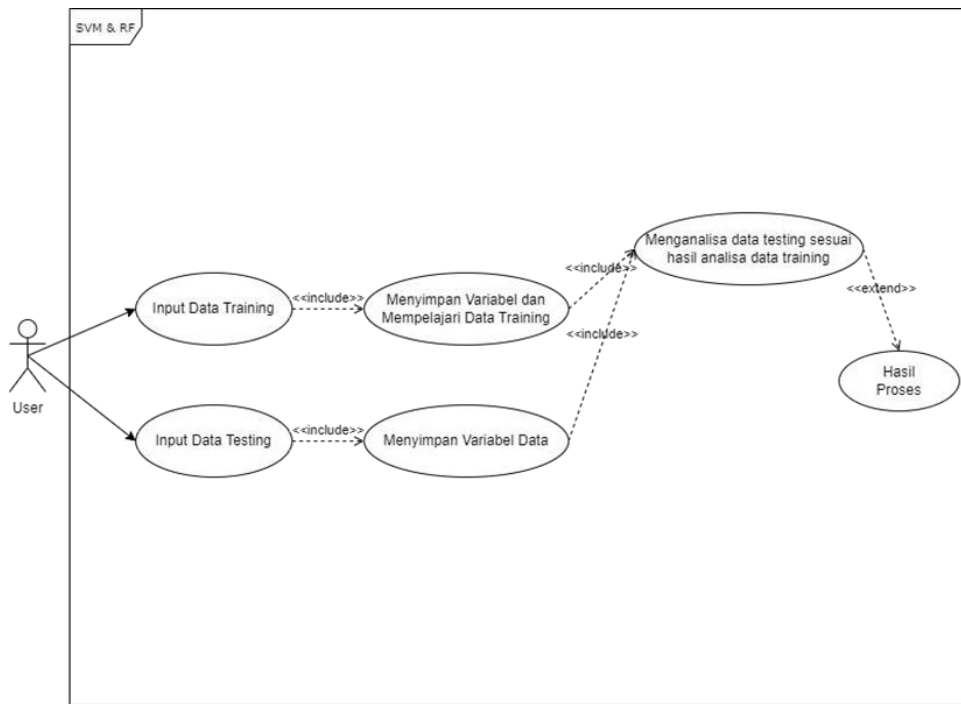 SVM & RF
Menganalisa data testing sesuai
hasil analisa data training
<<include>>
<<extend>>
Input Data Training
<<include>>
Menyimpan Variabel dan
Mempelajari Data Training
<<include>>
Hasil
Proses
User
Input Data Testing
<<include>>
Menyimpan Variabel Data